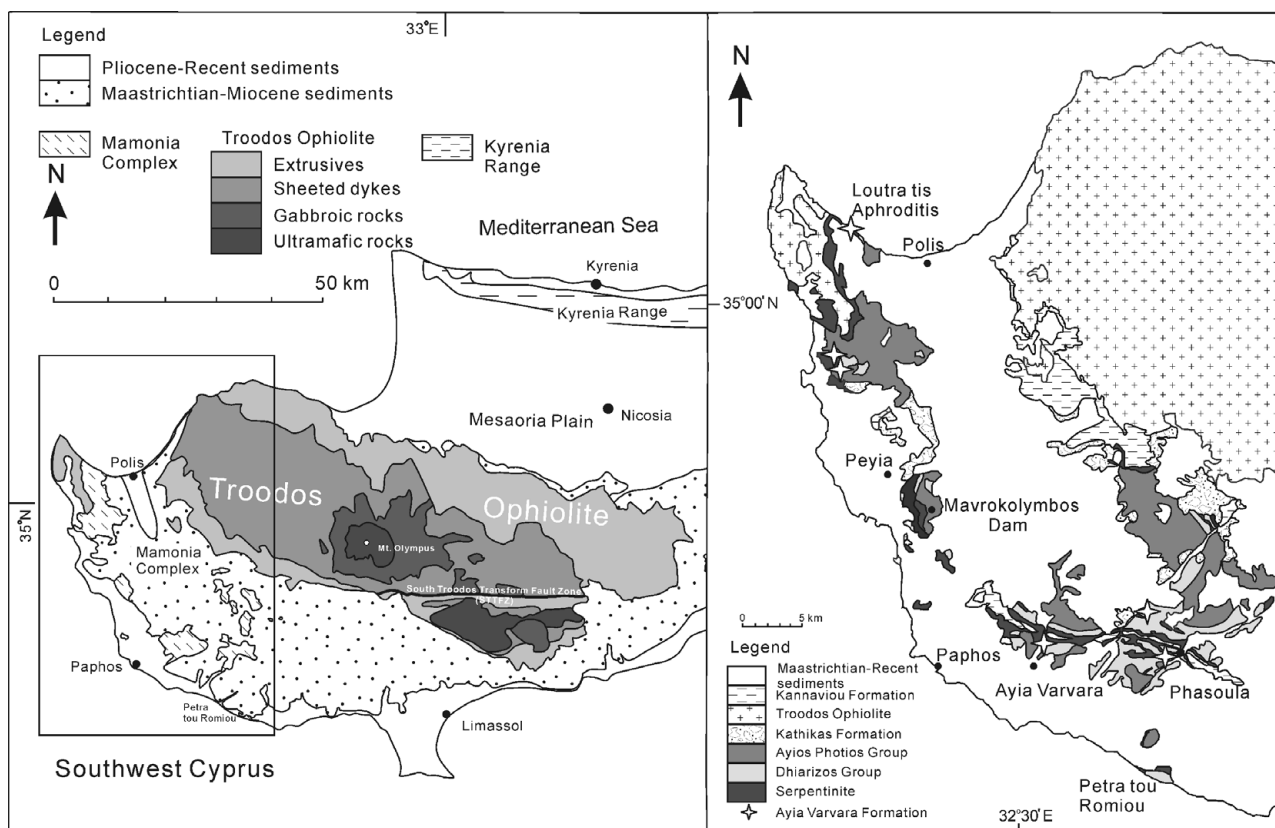 33°E
Legend
Pliocene-Recent sediments
Maastrichtian-Miocene sediments
Mamonia
Complex
Troodos Ophiolite
Extrusives
Sheeted dykes
Gabbroic rocks
Ultramafic rocks
Kyrenia
Range
N
0 50 km
Mediterranean Sea
Kyrenia
Kyrenia Range
Mesaoria Plain
Nicosia
Polis
Troodos
Ophiolite
35°N
Mt. Olympus
Mamonia
Complex
South Troodos Transform Fault Zone
(STTFZ)
Paphos
Petra
tou Romiou
Limassol
Southwest Cyprus
N
Loutra tis
Aphroditis
Polis
35°00' N
Peyia
Mavrokolymbos
Dam
0 5 km
Legend
Maastrichtian-Recent
sediments
Kannaviou Formation
Troodos Ophiolite
Kathikas Formation
Ayios Photios Group
Dhiarizos Group
Serpentinite
Ayia Varvara Formation
Paphos
Ayia Varvara
Phasoula
Petra tou
Romiou
32°30' E